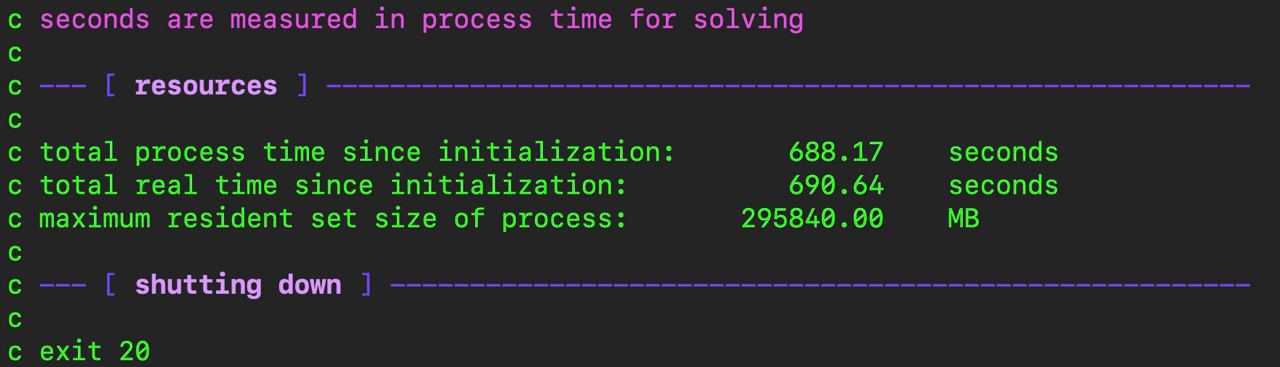 c seconds are measured in process time for solving
c
c --- [ resources ] ----------------------------------------------------------
c
c total process time since initialization:       688.17    seconds
c total real time since initialization:          690.64    seconds
c maximum resident set size of process:       295840.00    MB
c
c --- [ shutting down ] ------------------------------------------------------
c
c exit 20